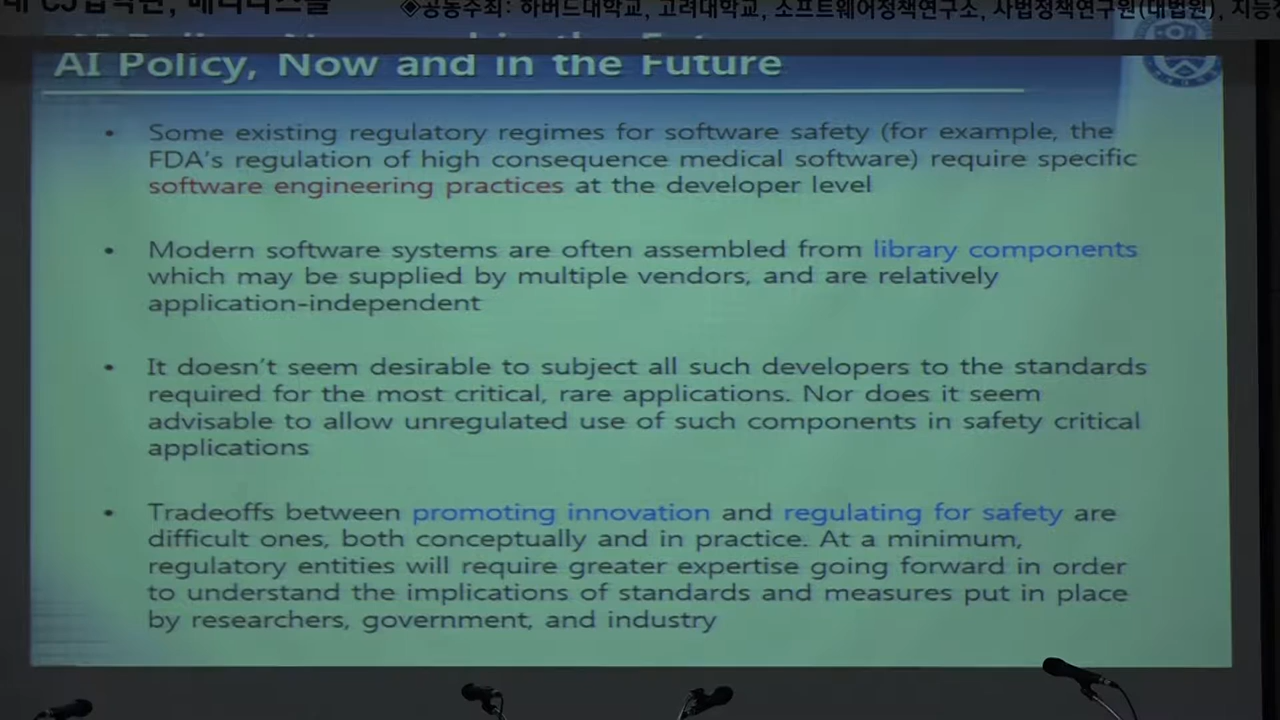 ◈공동주최: 하버드대학교, 고려대학교, 소프트웨어정책연구소, 사법정책연구원(대법원), 지능
AI Policy, Now and in the Future
• Some existing regulatory regimes for software safety (for example, the
FDA's regulation of high consequence medical software) require specific
software engineering practices at the developer level
• Modern software systems are often assembled from library components
which may be supplied by multiple vendors, and are relatively
application-independent
• It doesn't seem desirable to subject all such developers to the standards
required for the most critical, rare applications. Nor does it seem
advisable to allow unregulated use of such components in safety critical
applications
• Tradeoffs between promoting innovation and regulating for safety are
difficult ones, both conceptually and in practice. At a minimum,
regulatory entities will require greater expertise going forward in order
to understand the implications of standards and measures put in place
by researchers, government, and industry